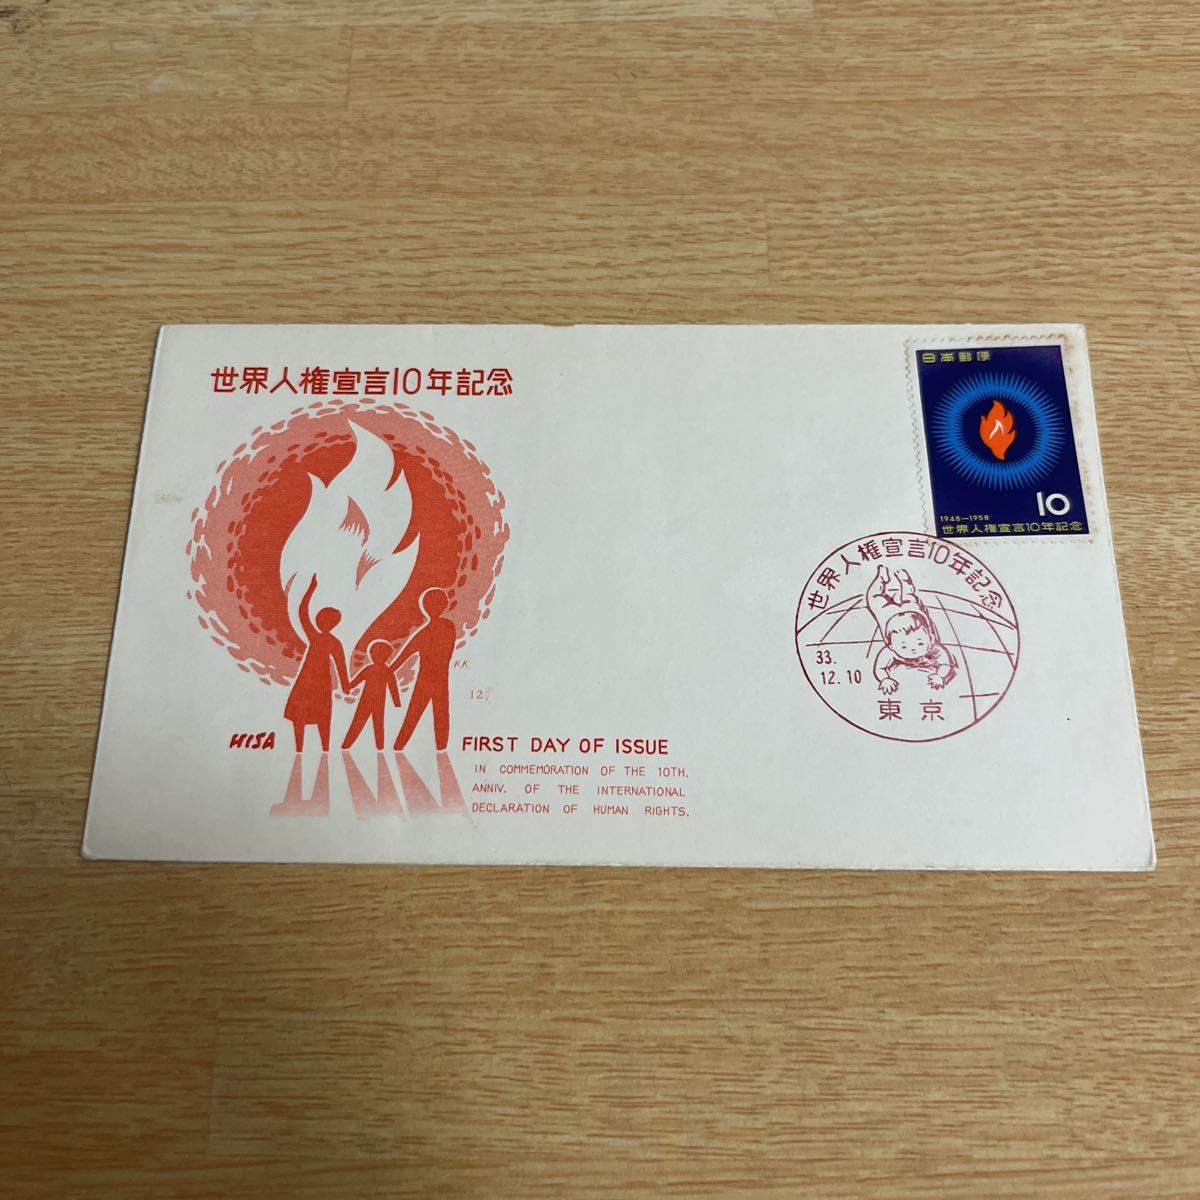 世界人権宣言10年記念
日本郵便
10
1948—1958
世界人権宣言10年記念
世界人権宣言10年記念
33.
12.10
東京
K.K.
12,
HISA
FIRST DAY OF ISSUE
IN COMMEMORATION OF THE 10TH.
ANNIV. OF THE INTERNATIONAL
DECLARATION OF HUMAN RIGHTS.